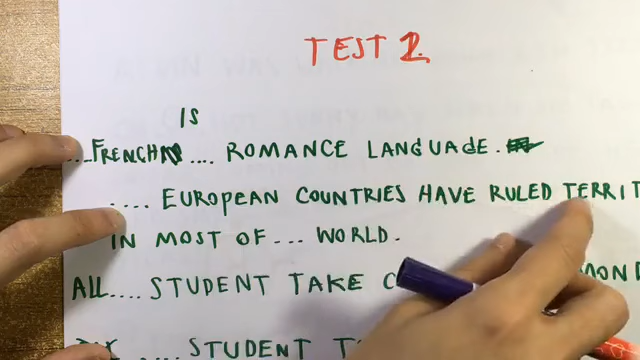 TEST 2.
IS
... FRENCH .... ROMANCE LANGUAGE.
.... EUROPEAN COUNTRIES HAVE RULED TERRIT
IN MOST OF ... WORLD.
ALL .... STUDENT TAKE
.... STUDENT